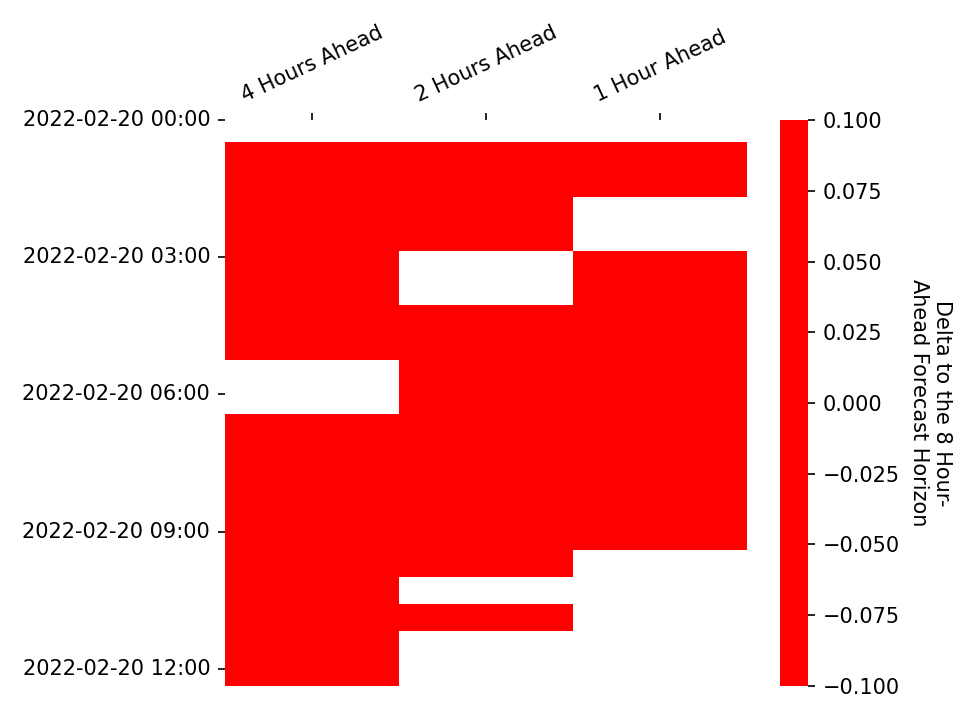 4 Hours Ahead
2 Hours Ahead
1 Hour Ahead
2022-02-20 00:00
2022-02-20 03:00
2022-02-20 06:00
2022-02-20 09:00
2022-02-20 12:00
0.100
0.075
0.050
0.025
0.000
−0.025
−0.050
−0.075
−0.100
Delta to the 8 Hour-
Ahead Forecast Horizon